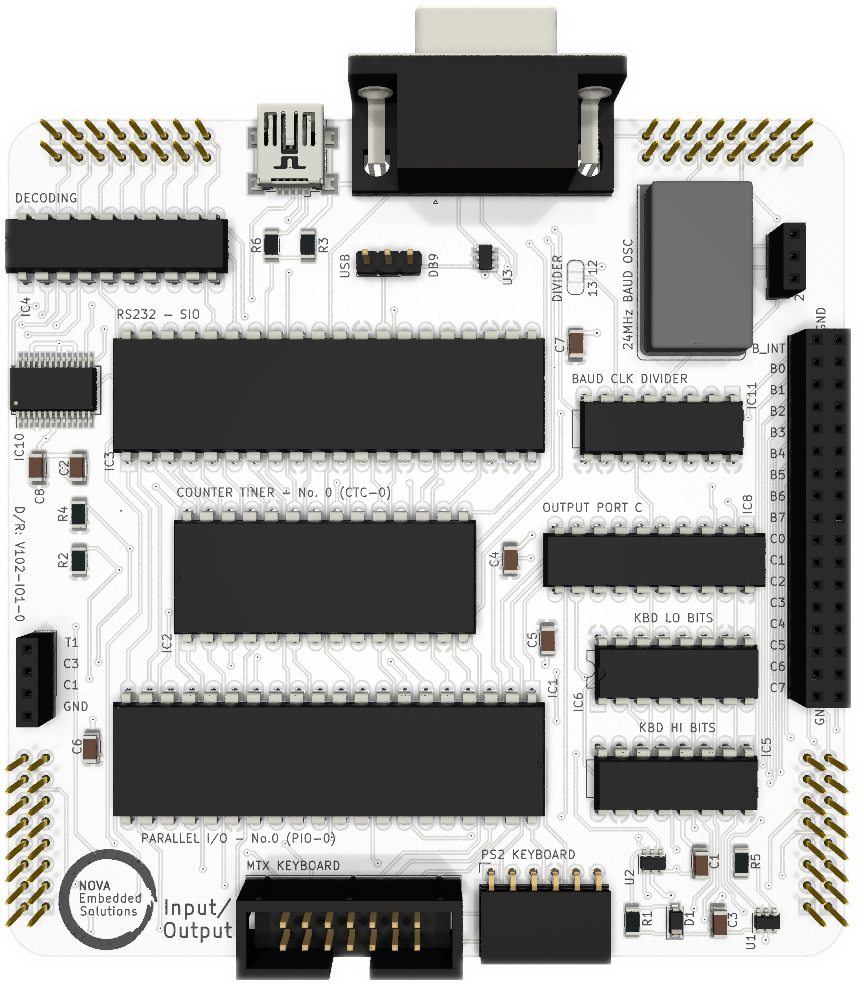 DECODING
IC4
RS232 - SIO
R6
R3
USB
DB9
U3
DIVIDER
13 12
24MHz BAUD OSC
2
GND
C7
BAUD CLK DIVIDER
IC11
B_INT
B0
B1
B2
B3
B4
B5
B6
B7
C0
C1
C2
C3
C4
C5
C6
C7
GN
IC10
C8
C2
IC3
COUNTER TINER - No. 0 (CTC-0)
R4
R2
D/R: V102-IO1-0
OUTPUT PORT C
IC8
C4
IC2
C5
KBD LO BITS
IC6
IC1
T1
C3
C1
GND
C6
KBD HI BITS
IC5
PARALLEL I/O - No.0 (PIO-0)
MTX KEYBOARD
PS2 KEYBOARD
U2
C1
R5
NOVA
Embedded
Solutions
Input/
Output
R1
D1
C3
U1